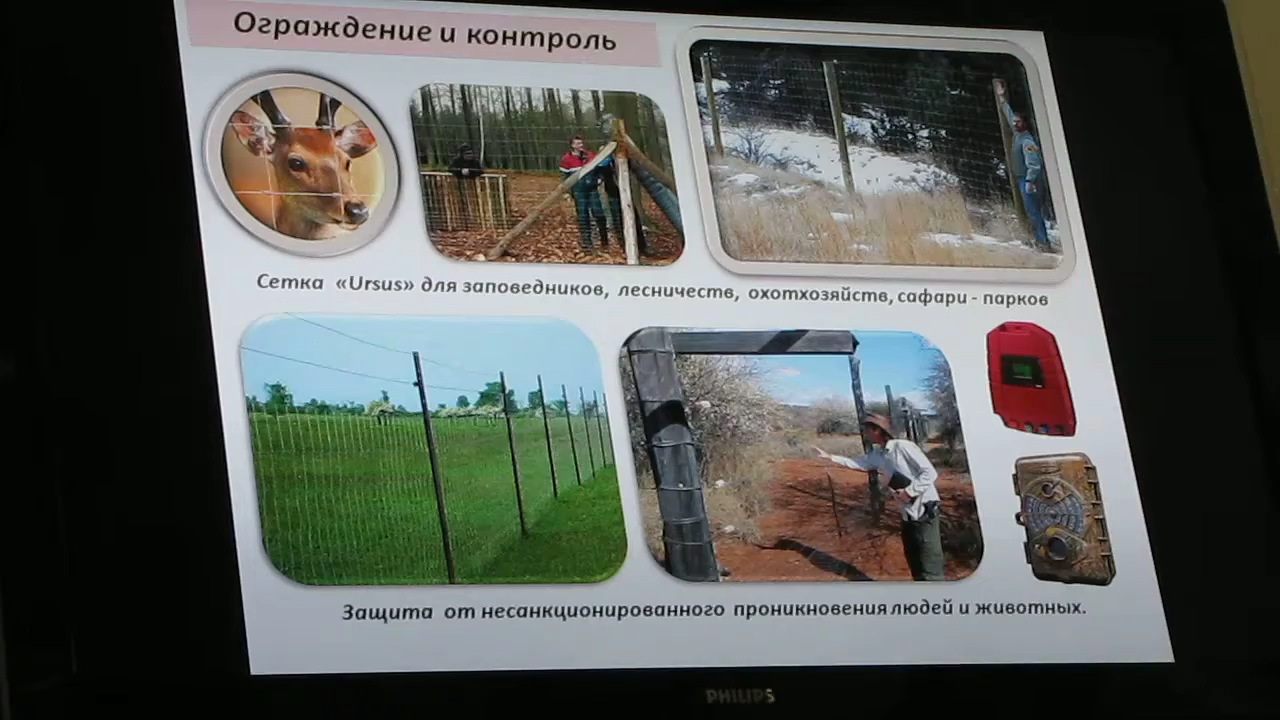 Ограждение и контроль
Сетка «Ursus» для заповедников, лесничеств, охотхозяйств, сафари - парков
Защита от несанкционированного проникновения людей и животных.
PHILIPS